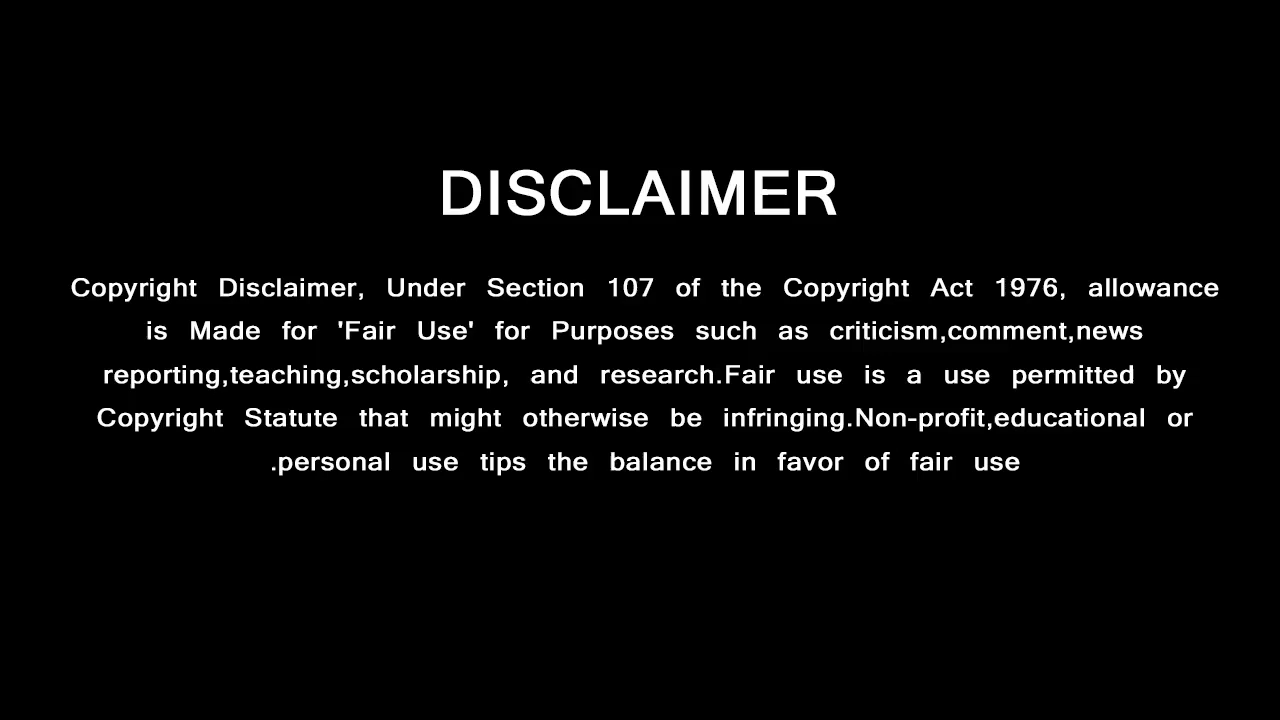 DISCLAIMER
Copyright Disclaimer, Under Section 107 of the Copyright Act 1976, allowance
is Made for 'Fair Use' for Purposes such as criticism,comment,news
reporting,teaching,scholarship, and research.Fair use is a use permitted by
Copyright Statute that might otherwise be infringing.Non-profit,educational or
.personal use tips the balance in favor of fair use